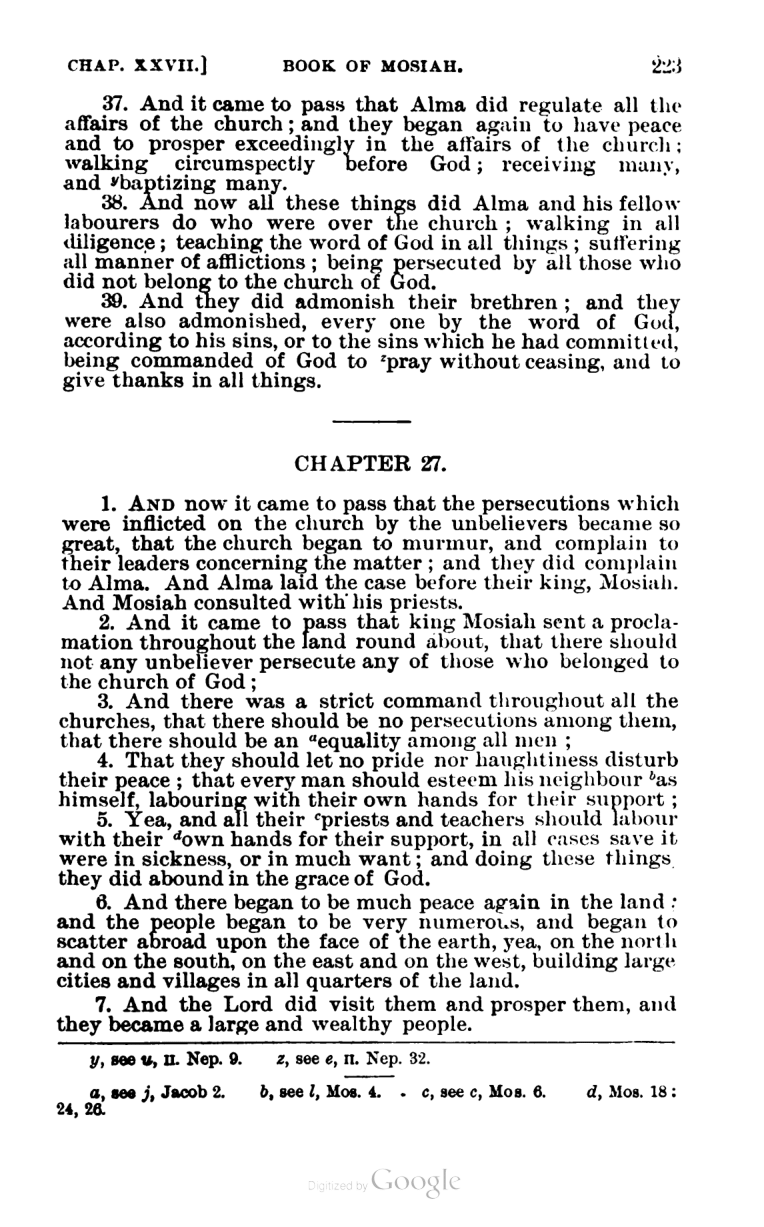 CHAP. XXVII.] BOOK OF MOSIAH. 223
37. And it came to pass that Alma did regulate all the
affairs of the church ; and they began again to have peace
and to prosper exceedingly in the affairs of the church ;
walking circumspectly before God ; receiving many,
and ʸbaptizing many.
38. And now all these things did Alma and his fellow
labourers do who were over the church ; walking in all
diligence ; teaching the word of God in all things ; suffering
all manner of afflictions ; being persecuted by all those who
did not belong to the church of God.
39. And they did admonish their brethren ; and they
were also admonished, every one by the word of God,
according to his sins, or to the sins which he had committed,
being commanded of God to ᶻpray without ceasing, and to
give thanks in all things.
CHAPTER 27.
1. AND now it came to pass that the persecutions which
were inflicted on the church by the unbelievers became so
great, that the church began to murmur, and complain to
their leaders concerning the matter ; and they did complain
to Alma. And Alma laid the case before their king, Mosiah.
And Mosiah consulted with his priests.
2. And it came to pass that king Mosiah sent a procla-
mation throughout the land round about, that there should
not any unbeliever persecute any of those who belonged to
the church of God ;
3. And there was a strict command throughout all the
churches, that there should be no persecutions among them,
that there should be an ᵃequality among all men ;
4. That they should let no pride nor haughtiness disturb
their peace ; that every man should esteem his neighbour ᵇas
himself, labouring with their own hands for their support ;
5. Yea, and all their ᶜpriests and teachers should labour
with their ᵈown hands for their support, in all cases save it
were in sickness, or in much want ; and doing these things
they did abound in the grace of God.
6. And there began to be much peace again in the land :
and the people began to be very numerous, and began to
scatter abroad upon the face of the earth, yea, on the north
and on the south, on the east and on the west, building large
cities and villages in all quarters of the land.
7. And the Lord did visit them and prosper them, and
they became a large and wealthy people.
y, see u, II. Nep. 9. z, see e, II. Nep. 32.
a, see j, Jacob 2. b, see l, Mos. 4. c, see c, Mos. 6. d, Mos. 18 :
24, 26.
Digitized by Google